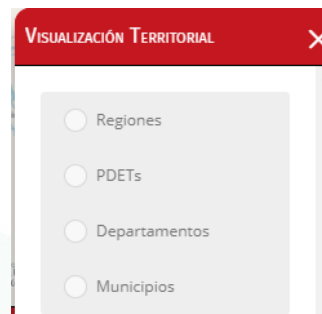 Visualización Territorial
Regiones
PDETs
Departamentos
Municipios